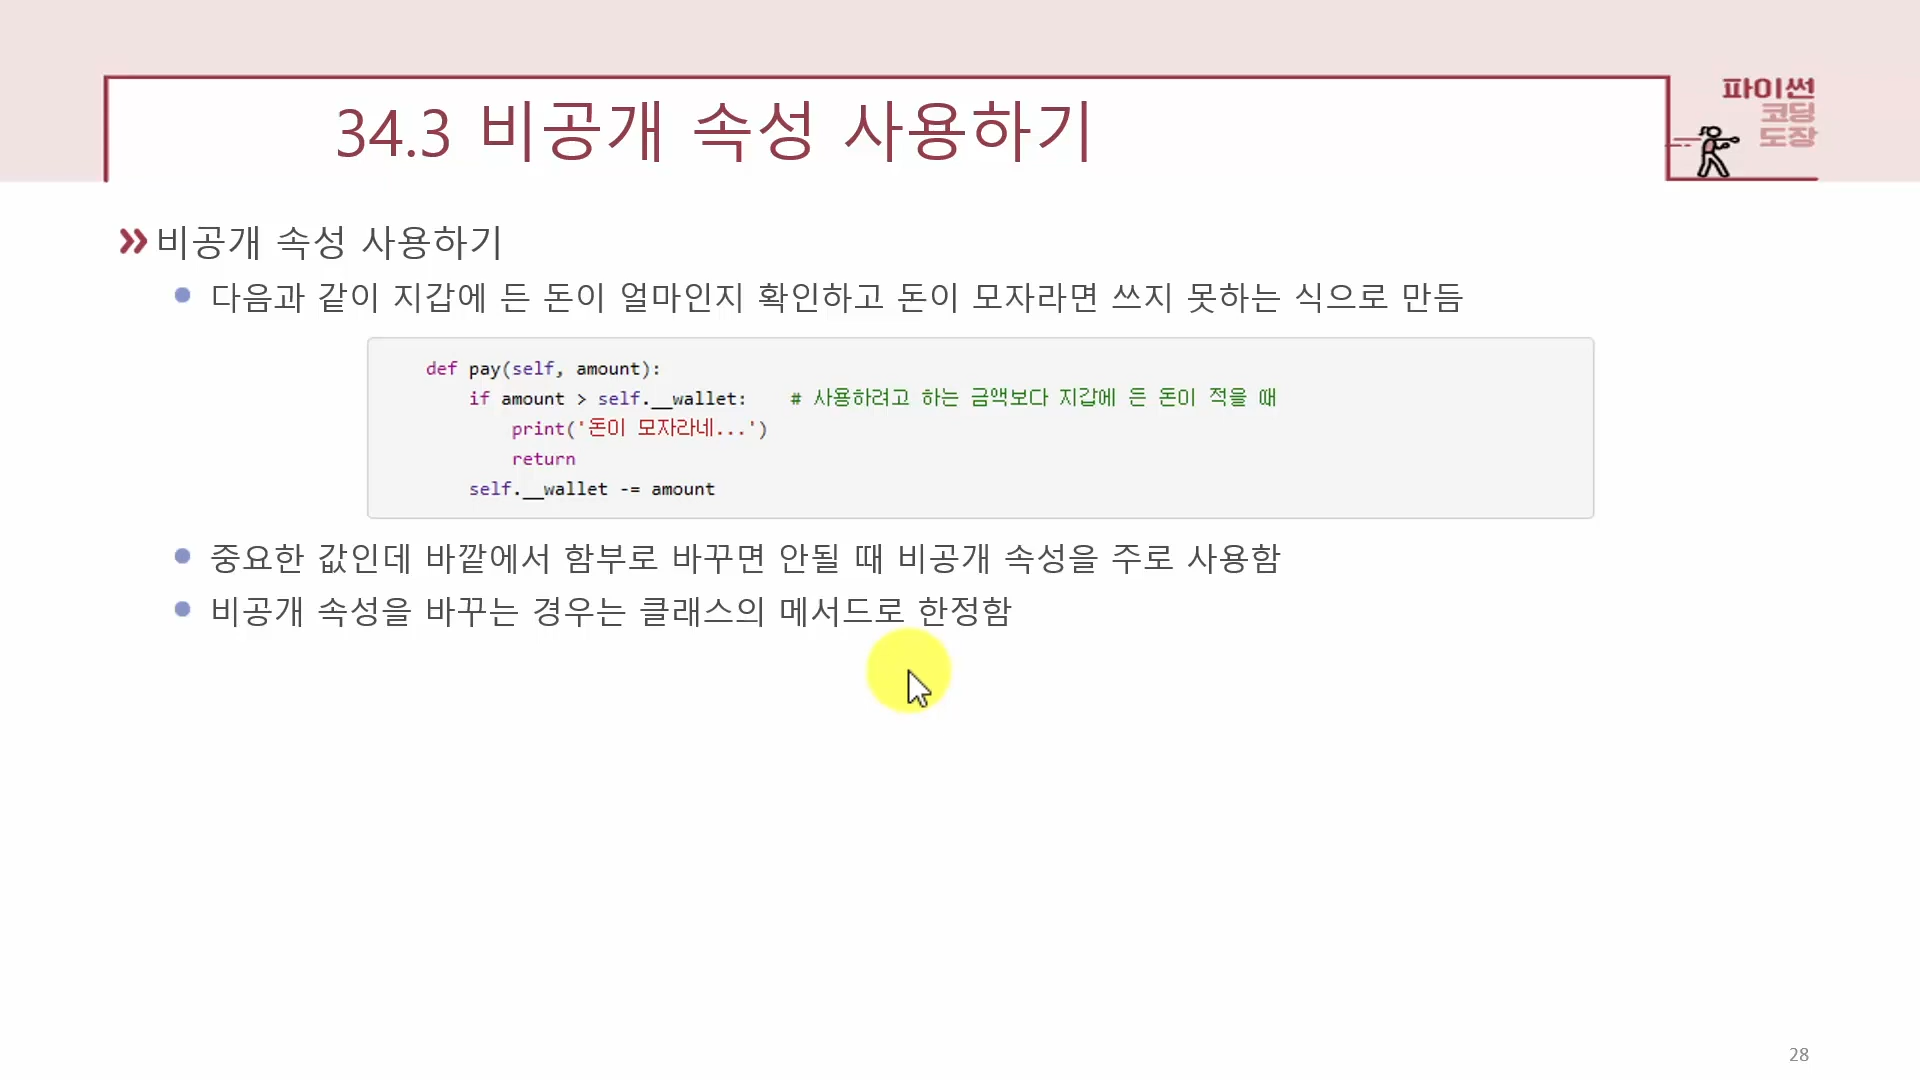 34.3 비공개 속성 사용하기
파이썬
코딩
도장
비공개 속성 사용하기
다음과 같이 지갑에 든 돈이 얼마인지 확인하고 돈이 모자라면 쓰지 못하는 식으로 만듬
def pay(self, amount):
if amount > self.__wallet: # 사용하려고 하는 금액보다 지갑에 든 돈이 적을 때
print('돈이 모자라네...')
return
self.__wallet -= amount
중요한 값인데 바깥에서 함부로 바꾸면 안될 때 비공개 속성을 주로 사용함
비공개 속성을 바꾸는 경우는 클래스의 메서드로 한정함
28